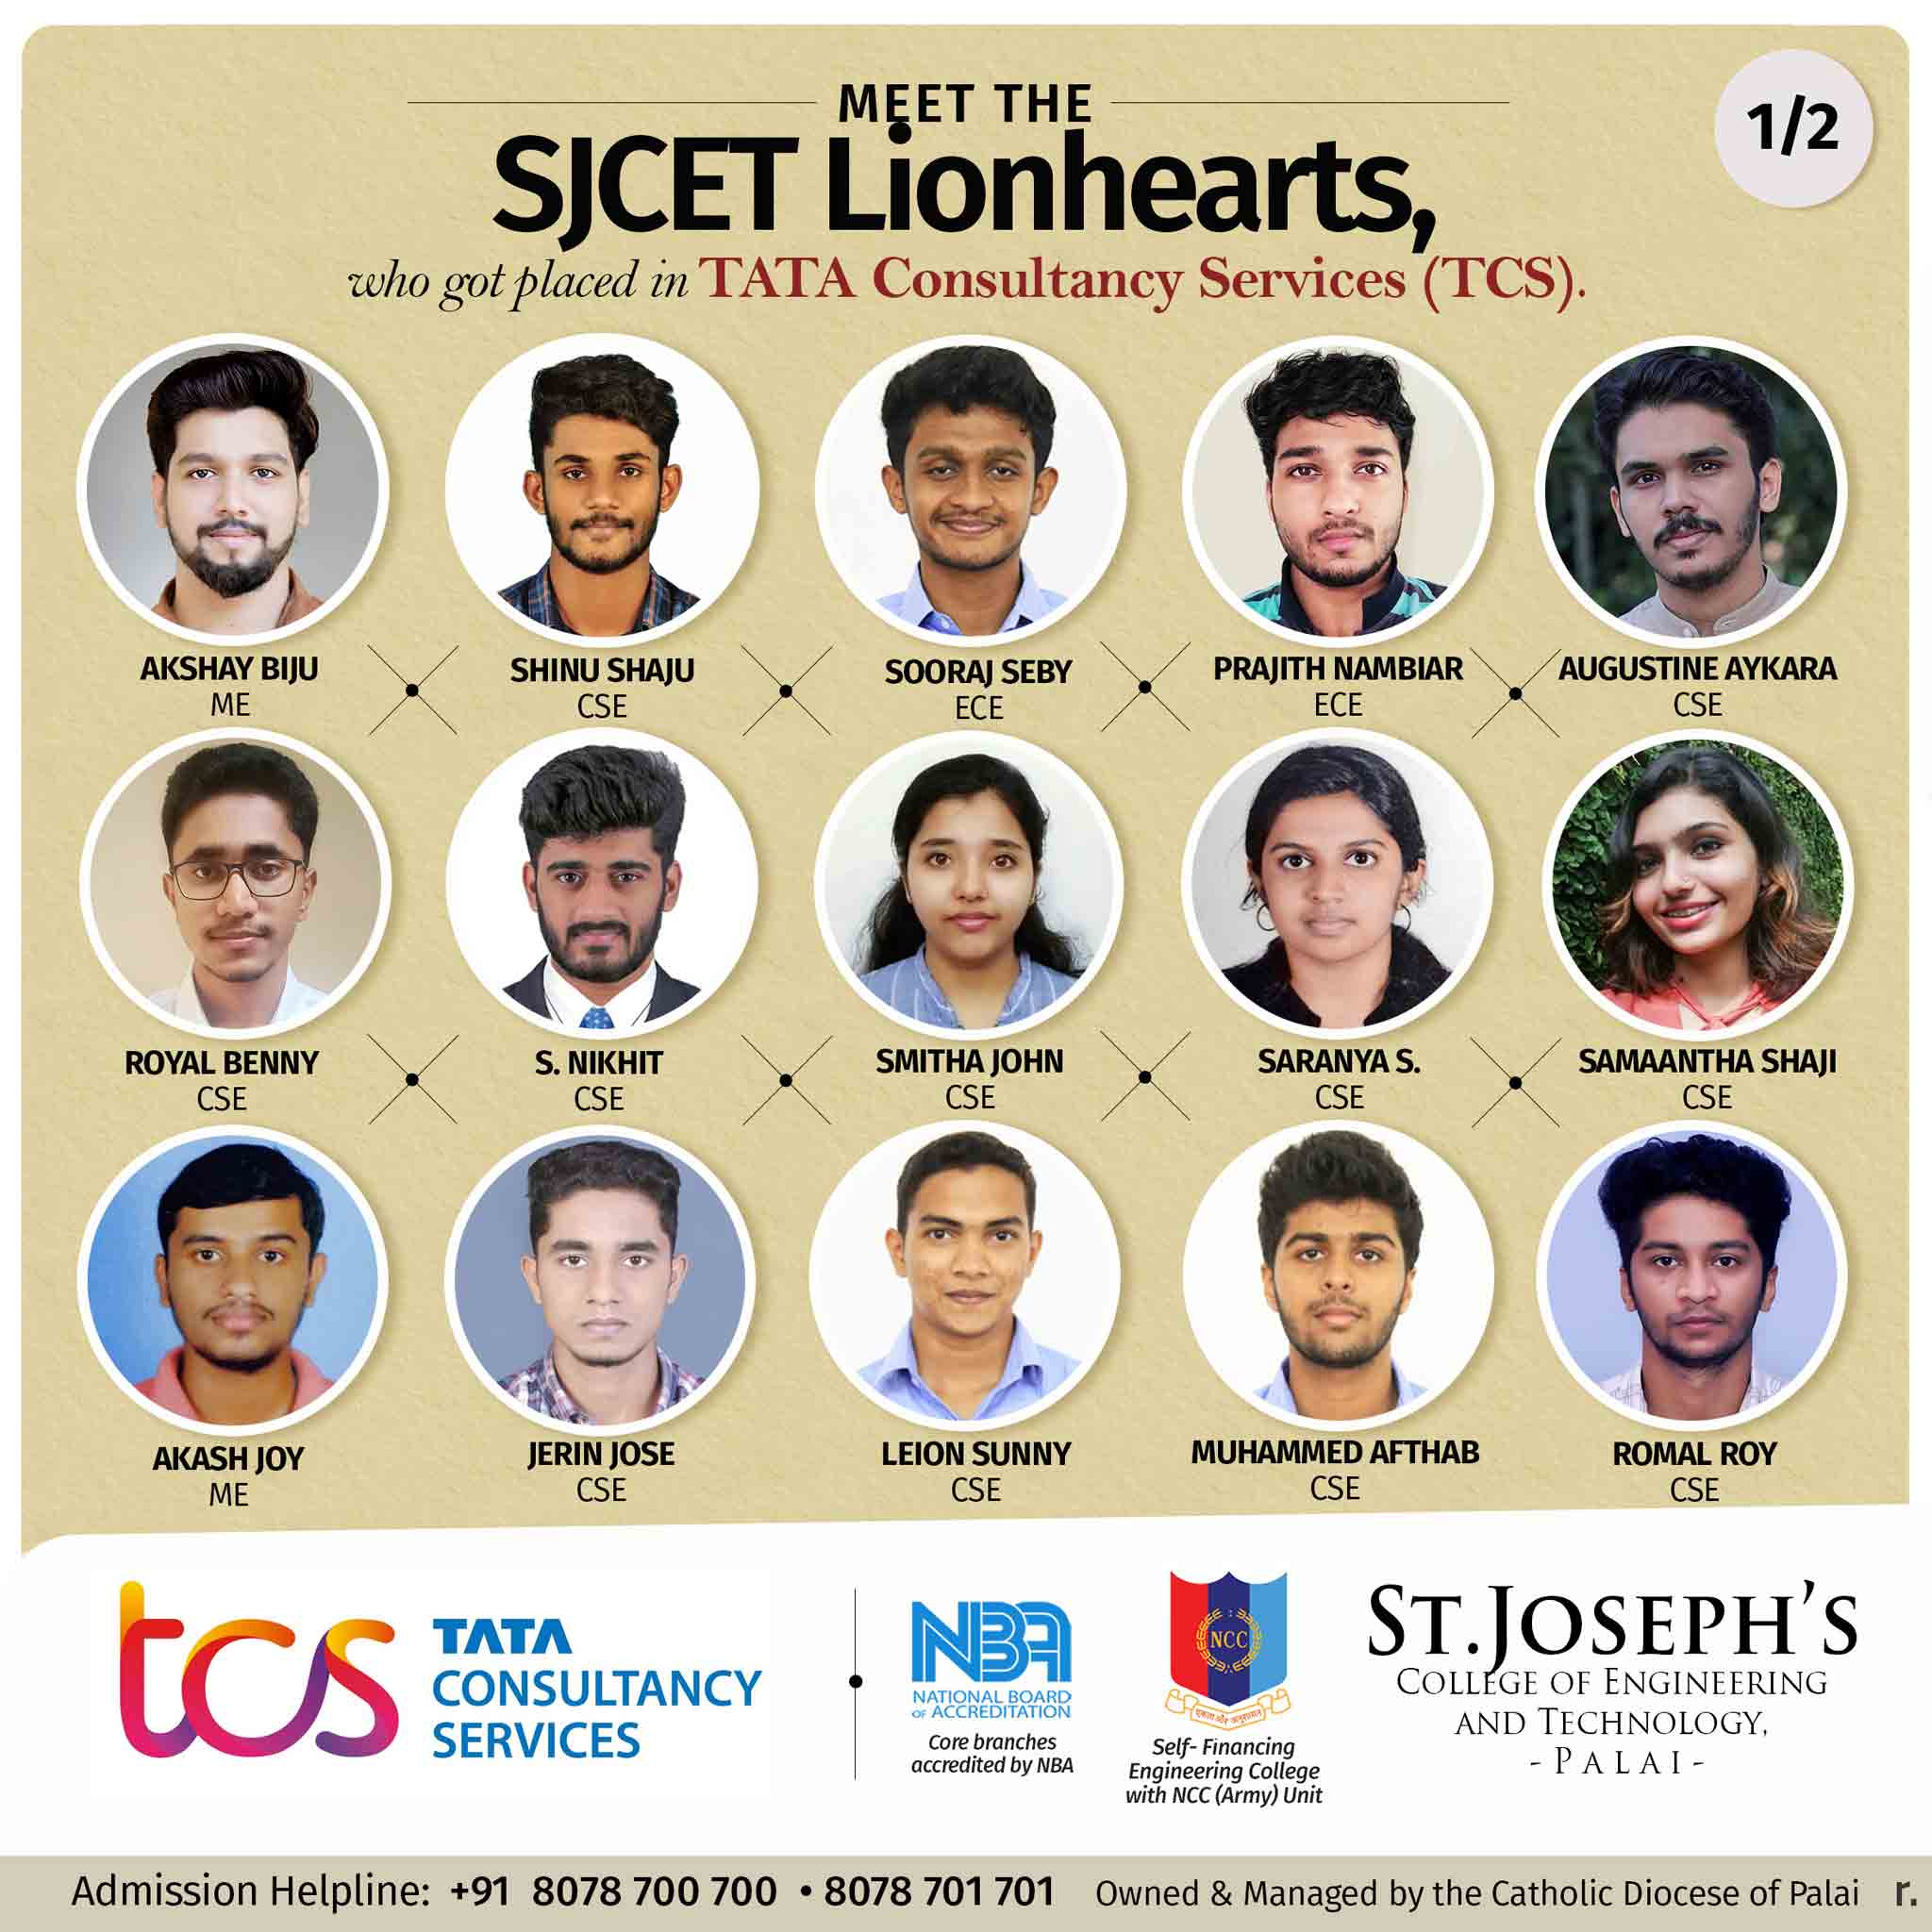 MEET THE
1/2
SJCET Lionhearts,
who got placed in TATA Consultancy Services (TCS).
AKSHAY BIJU
ME
SHINU SHAJU
CSE
SOORAJ SEBY
ECE
PRAJITH NAMBIAR
ECE
AUGUSTINE AYKARA
CSE
ROYAL BENNY
CSE
S. NIKHIT
CSE
SMITHA JOHN
CSE
SARANYA S.
CSE
SAMAANTHA SHAJI
CSE
AKASH JOY
ME
JERIN JOSE
CSE
LEION SUNNY
CSE
MUHAMMED AFTHAB
CSE
ROMAL ROY
CSE
tcs
TATA
CONSULTANCY
SERVICES
NBA
NATIONAL BOARD
OF ACCREDITATION
Core branches
accredited by NBA
NCC
एकता और अनुशासन
Self- Financing
Engineering College
with NCC (Army) Unit
ST.JOSEPH'S
COLLEGE OF ENGINEERING
AND TECHNOLOGY,
- PALAI -
Admission Helpline: +91 8078 700 700 • 8078 701 701 Owned & Managed by the Catholic Diocese of Palai r.